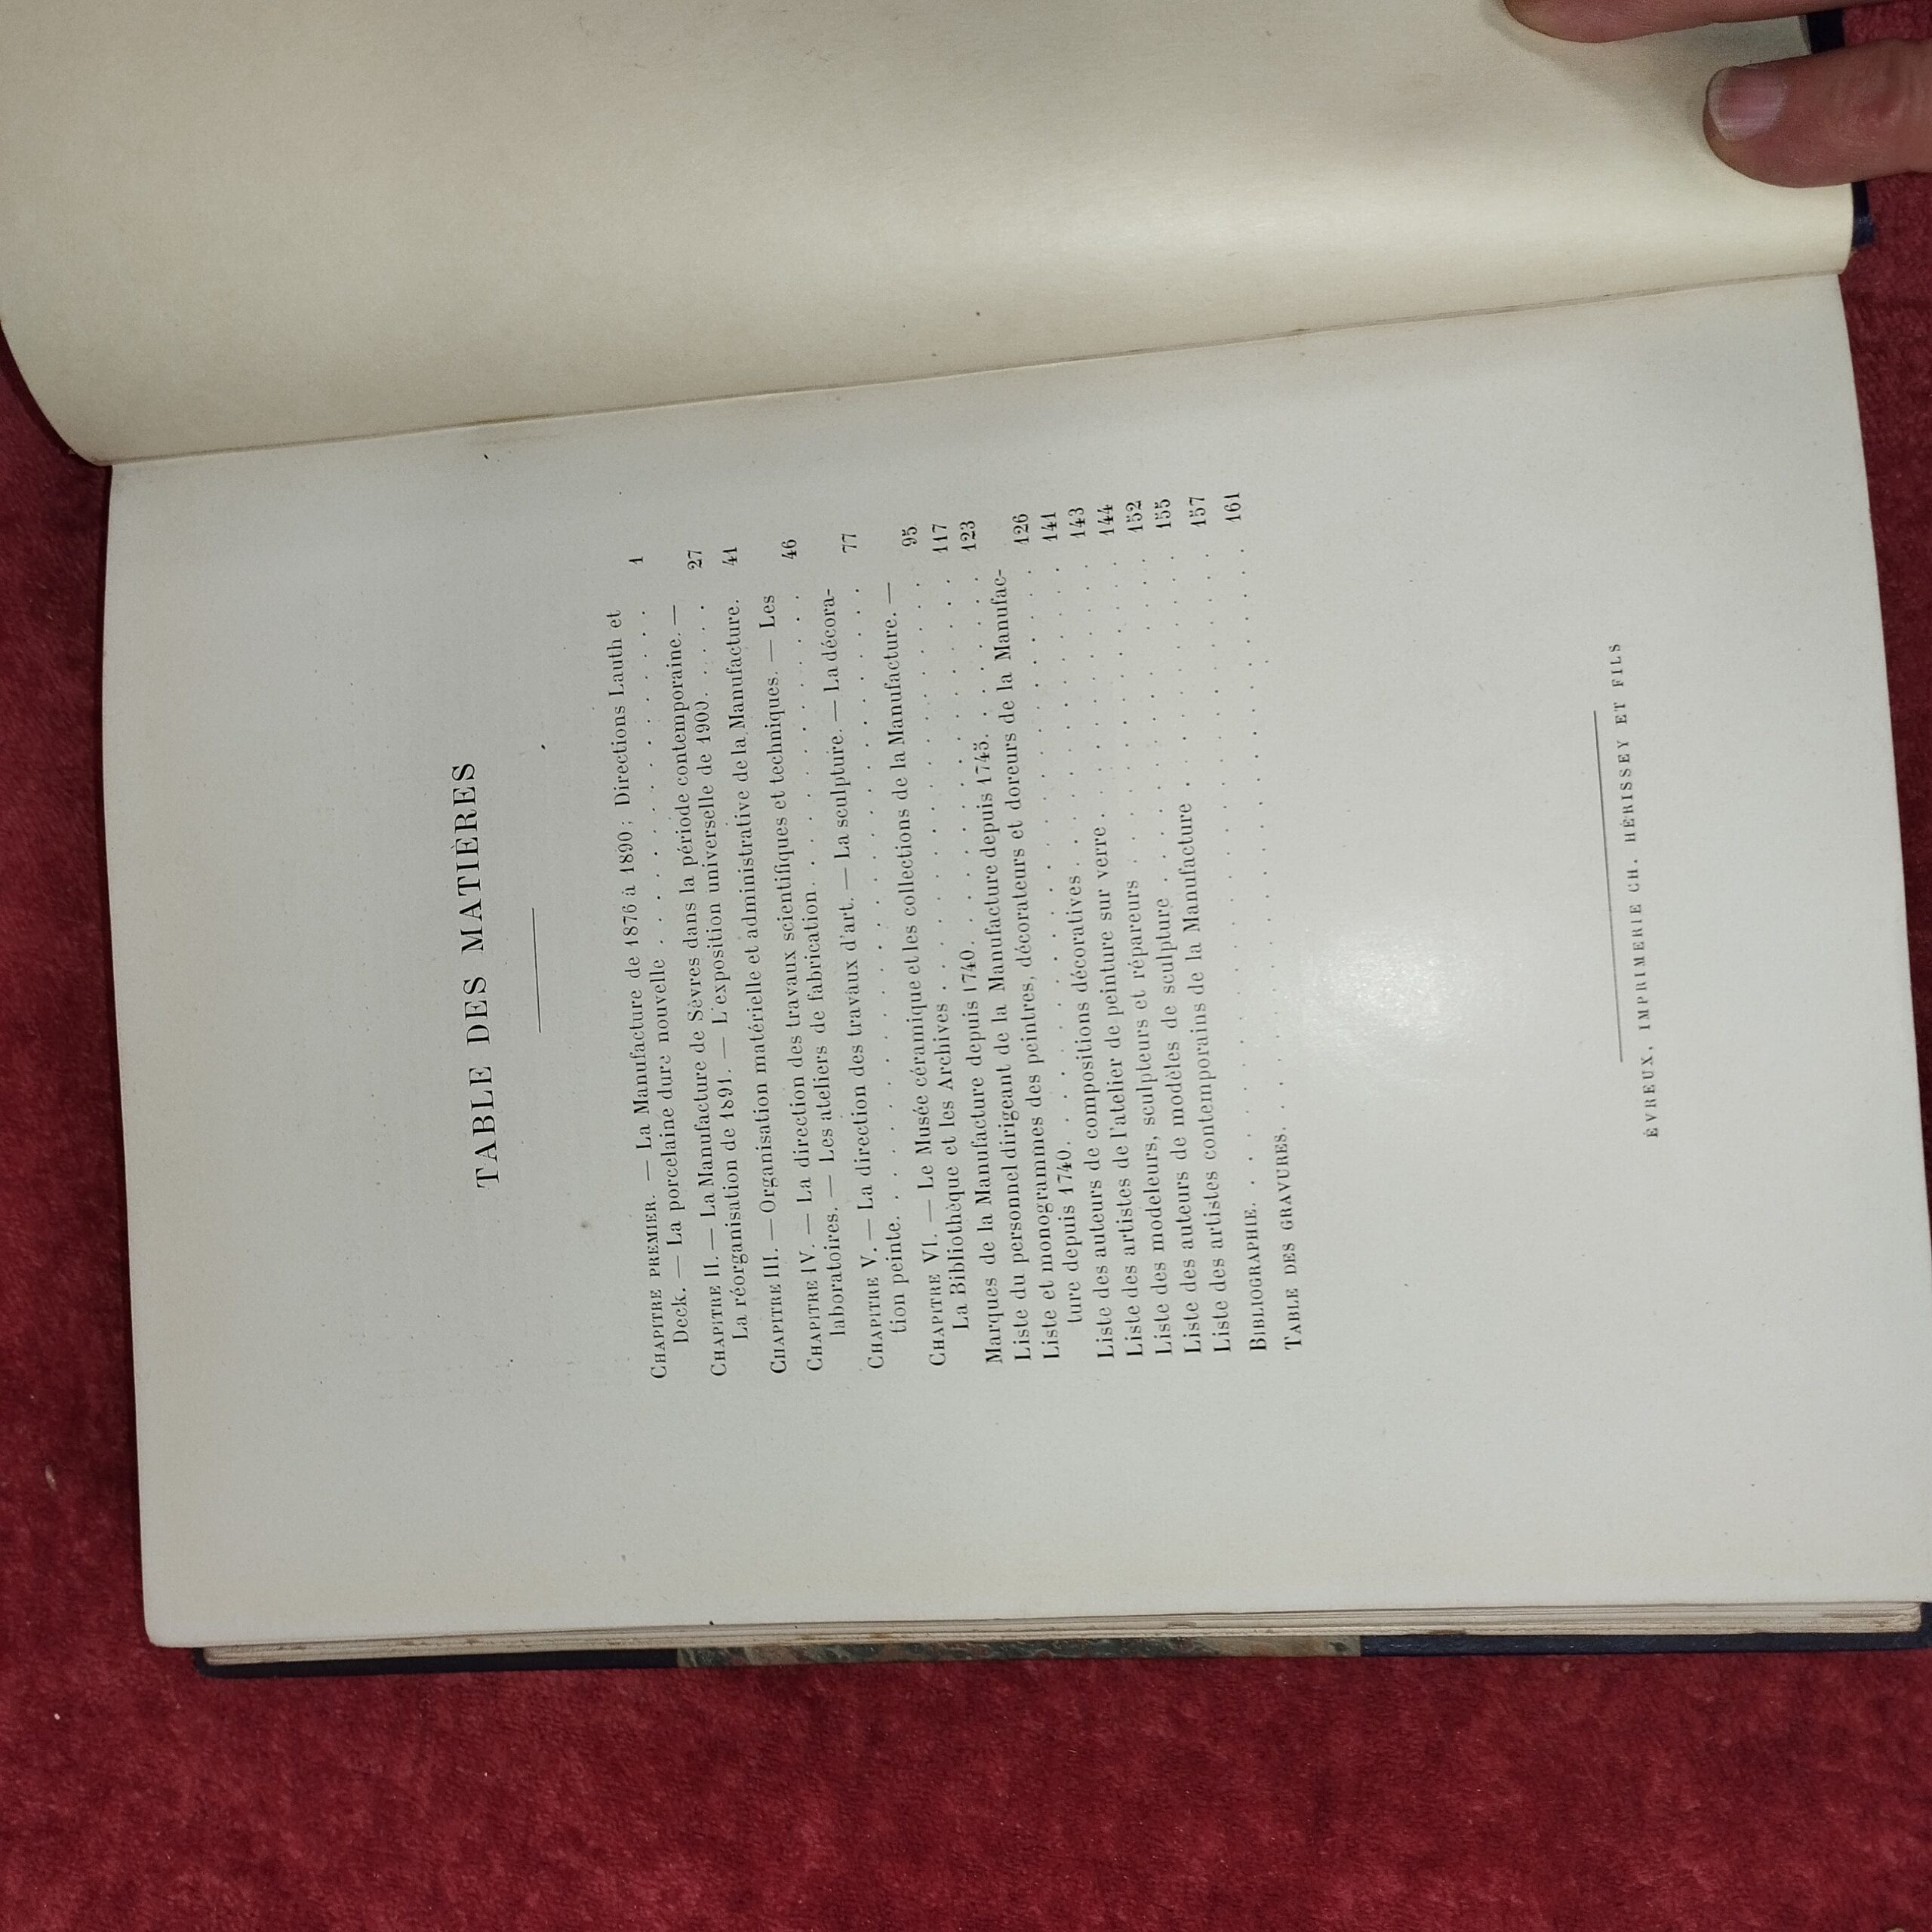 TABLE DES MATIÈRES
CHAPITRE PREMIER. — La Manufacture de 1876 à 1890 ; Directions Lauth et
Deck. — La porcelaine dure nouvelle . . . . . . . . . . . . . . 1
CHAPITRE II. — La Manufacture de Sèvres dans la période contemporaine. —
La réorganisation de 1891. — L'exposition universelle de 1900. . . . . 27
CHAPITRE III. — Organisation matérielle et administrative de la Manufacture. 41
CHAPITRE IV. — La direction des travaux scientifiques et techniques. — Les
laboratoires. — Les ateliers de fabrication. . . . . . . . . . . . 46
CHAPITRE V. — La direction des travaux d'art. — La sculpture. — La décora-
tion peinte. . . . . . . . . . . . . . . . . . . . . . . . . 77
CHAPITRE VI. — Le Musée céramique et les collections de la Manufacture. —
La Bibliothèque et les Archives . . . . . . . . . . . . . . . . 95
Marques de la Manufacture depuis 1740. . . . . . . . . . . . . . 117
Liste du personnel dirigeant de la Manufacture depuis 1745. . . . . . . 123
Liste et monogrammes des peintres, décorateurs et doreurs de la Manufac-
ture depuis 1740. . . . . . . . . . . . . . . . . . . . . . . 126
Liste des auteurs de compositions décoratives . . . . . . . . . . . 141
Liste des artistes de l'atelier de peinture sur verre . . . . . . . . . . 143
Liste des modeleurs, sculpteurs et répareurs . . . . . . . . . . . . 144
Liste des auteurs de modèles de sculpture . . . . . . . . . . . . . 152
Liste des artistes contemporains de la Manufacture . . . . . . . . . 155
BIBLIOGRAPHIE. . . . . . . . . . . . . . . . . . . . . . . . . 157
TABLE DES GRAVURES. . . . . . . . . . . . . . . . . . . . . . . 161
ÉVREUX, IMPRIMERIE CH. HÉRISSEY ET FILS